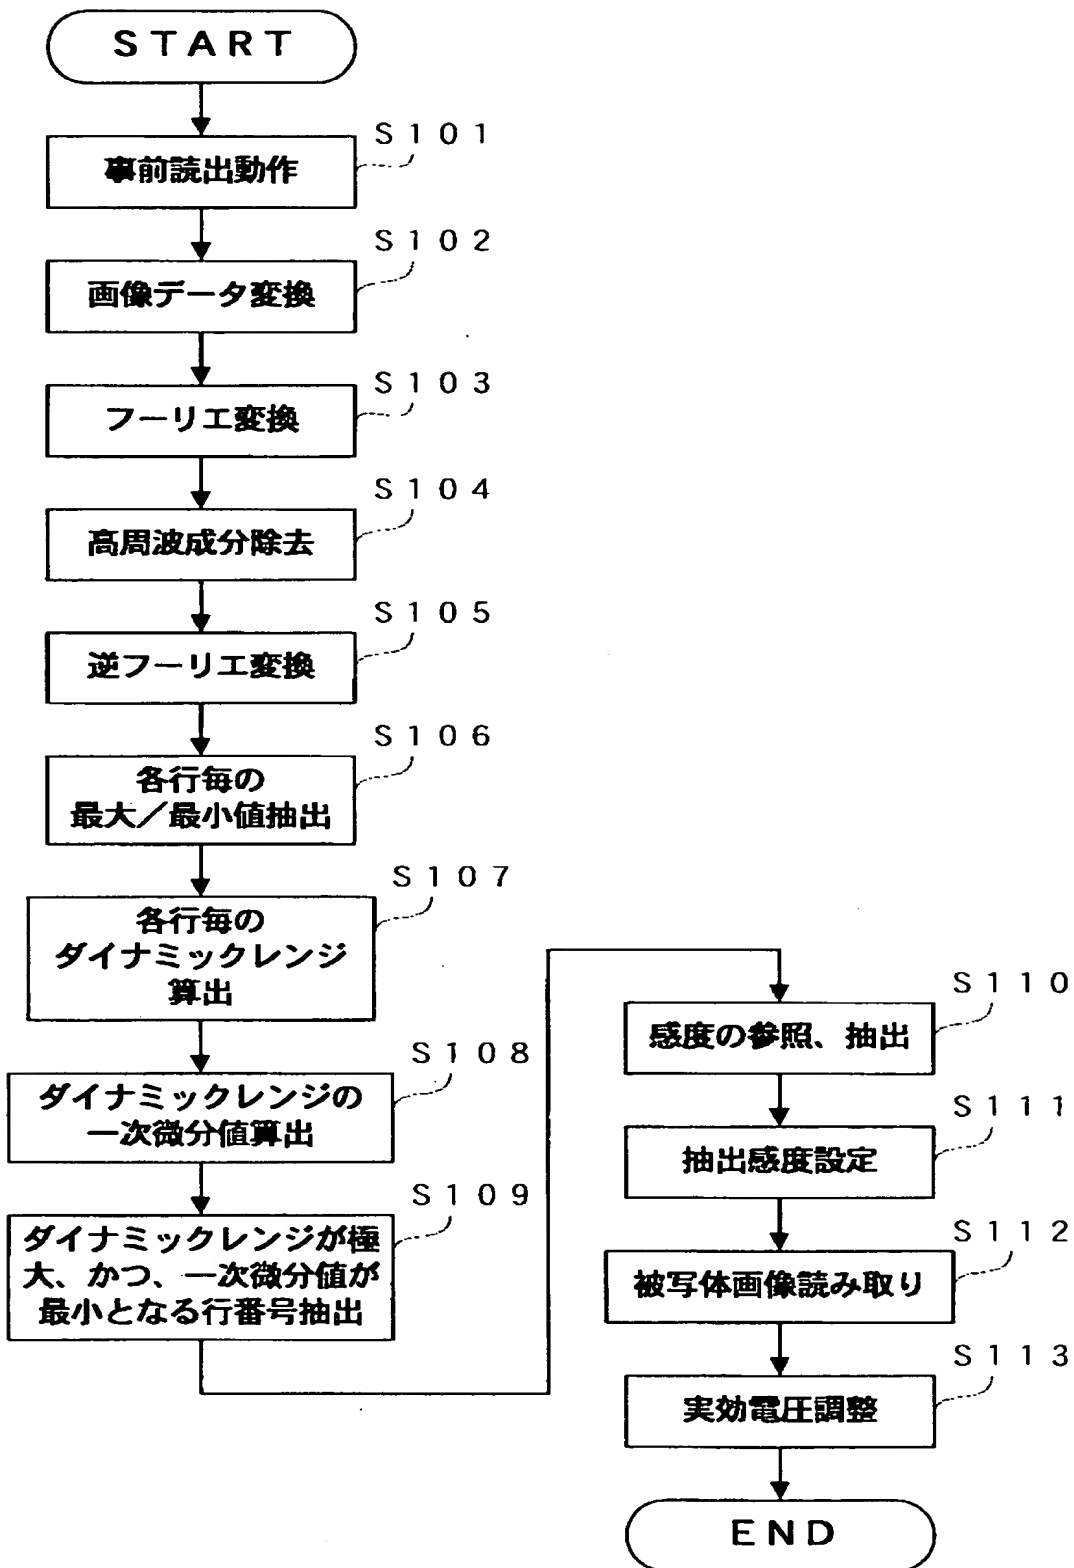 ＳＴＡＲＴ
Ｓ１０１
事前読出動作
Ｓ１０２
画像データ変換
Ｓ１０３
フーリエ変換
Ｓ１０４
高周波成分除去
Ｓ１０５
逆フーリエ変換
Ｓ１０６
各行毎の
最大／最小値抽出
Ｓ１０７
各行毎の
ダイナミックレンジ
算出
Ｓ１０８
ダイナミックレンジの
一次微分値算出
Ｓ１０９
ダイナミックレンジが極
大、かつ、一次微分値が
最小となる行番号抽出
Ｓ１１０
感度の参照、抽出
Ｓ１１１
抽出感度設定
Ｓ１１２
被写体画像読み取り
Ｓ１１３
実効電圧調整
ＥＮＤ